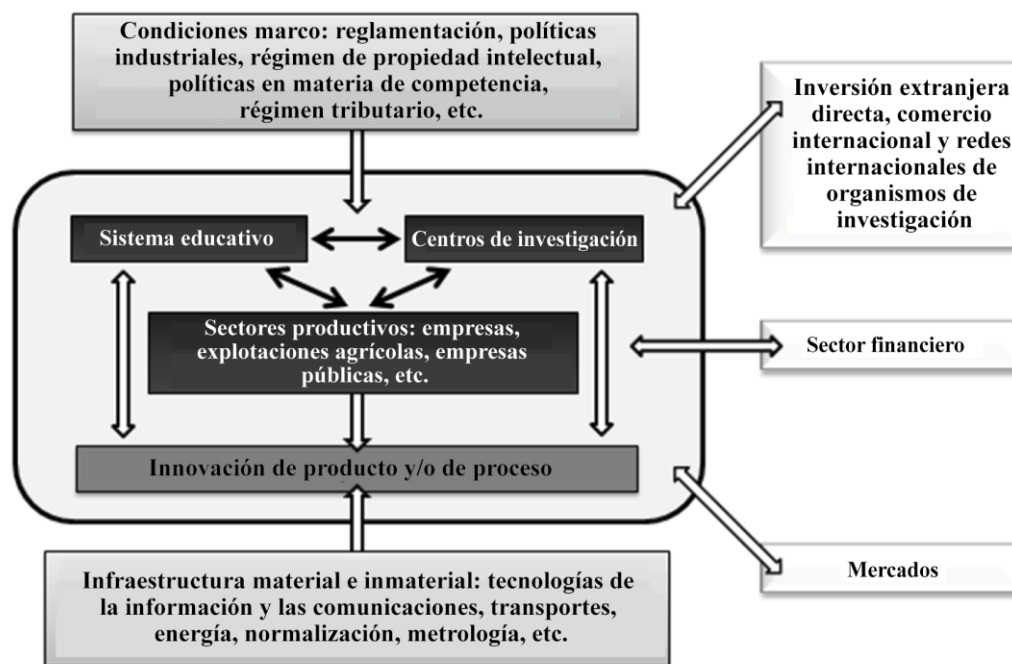 Condiciones marco: reglamentación, políticas
industriales, régimen de propiedad intelectual,
políticas en materia de competencia,
régimen tributario, etc.
Inversión extranjera
directa, comercio
internacional y redes
internacionales de
organismos de
investigación
Sistema educativo
Centros de investigación
Sectores productivos: empresas,
explotaciones agrícolas, empresas
públicas, etc.
Sector financiero
Innovación de producto y/o de proceso
Mercados
Infraestructura material e inmaterial: tecnologías de
la información y las comunicaciones, transportes,
energía, normalización, metrología, etc.